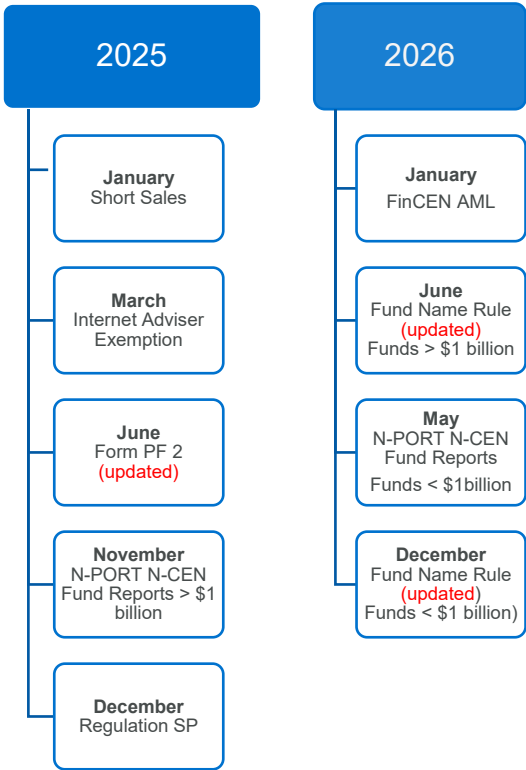 2025
January
Short Sales
March
Internet Adviser
Exemption
June
Form PF 2
(updated)
November
N-PORT N-CEN
Fund Reports > $1
billion
December
Regulation SP
2026
January
FinCEN AML
June
Fund Name Rule
(updated)
Funds > $1 billion
May
N-PORT N-CEN
Fund Reports
Funds < $1billion
December
Fund Name Rule
(updated)
Funds < $1 billion)